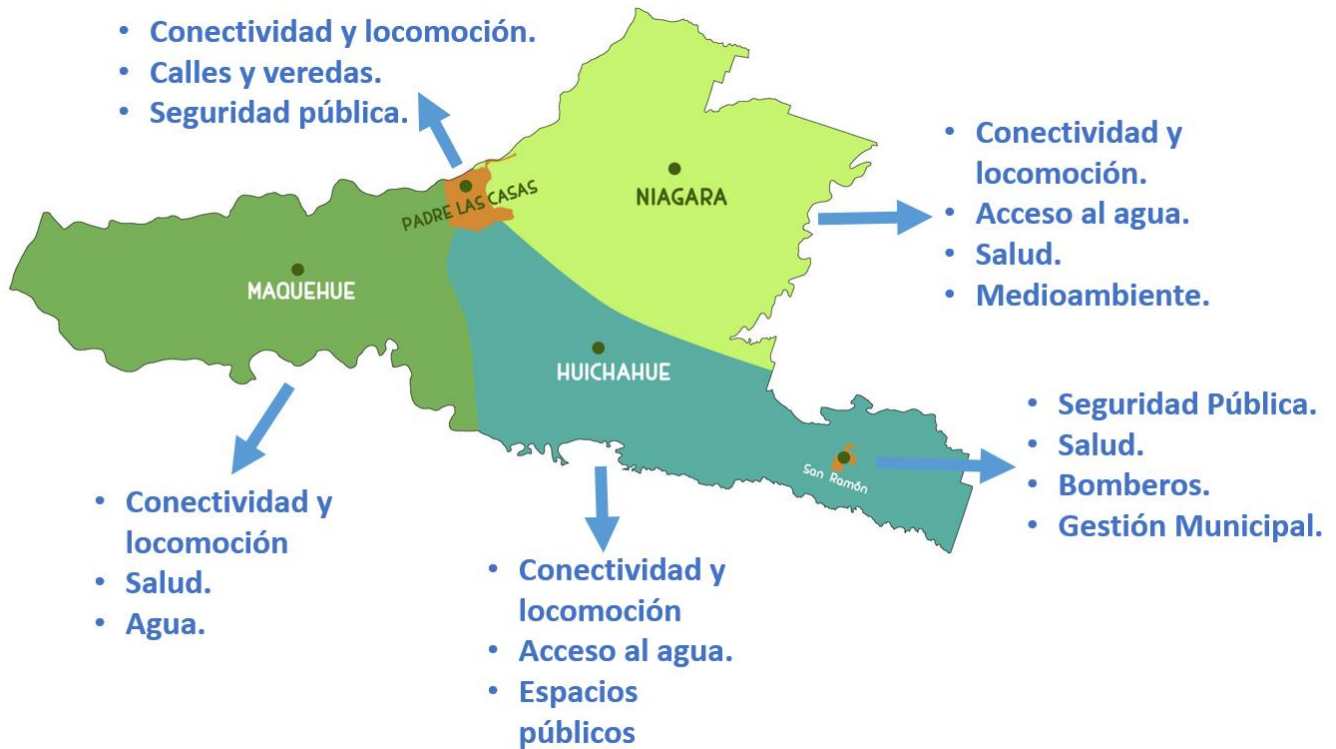 • Conectividad y locomoción.
• Calles y veredas.
• Seguridad pública.
• Conectividad y
locomoción.
• Acceso al agua.
• Salud.
• Medioambiente.
PADRE LAS CASAS
NIAGARA
MAQUEHUE
HUICHAHUE
San Ramón
• Seguridad Pública.
• Salud.
• Bomberos.
• Gestión Municipal.
• Conectividad y
locomoción
• Salud.
• Agua.
• Conectividad y
locomoción
• Acceso al agua.
• Espacios
públicos